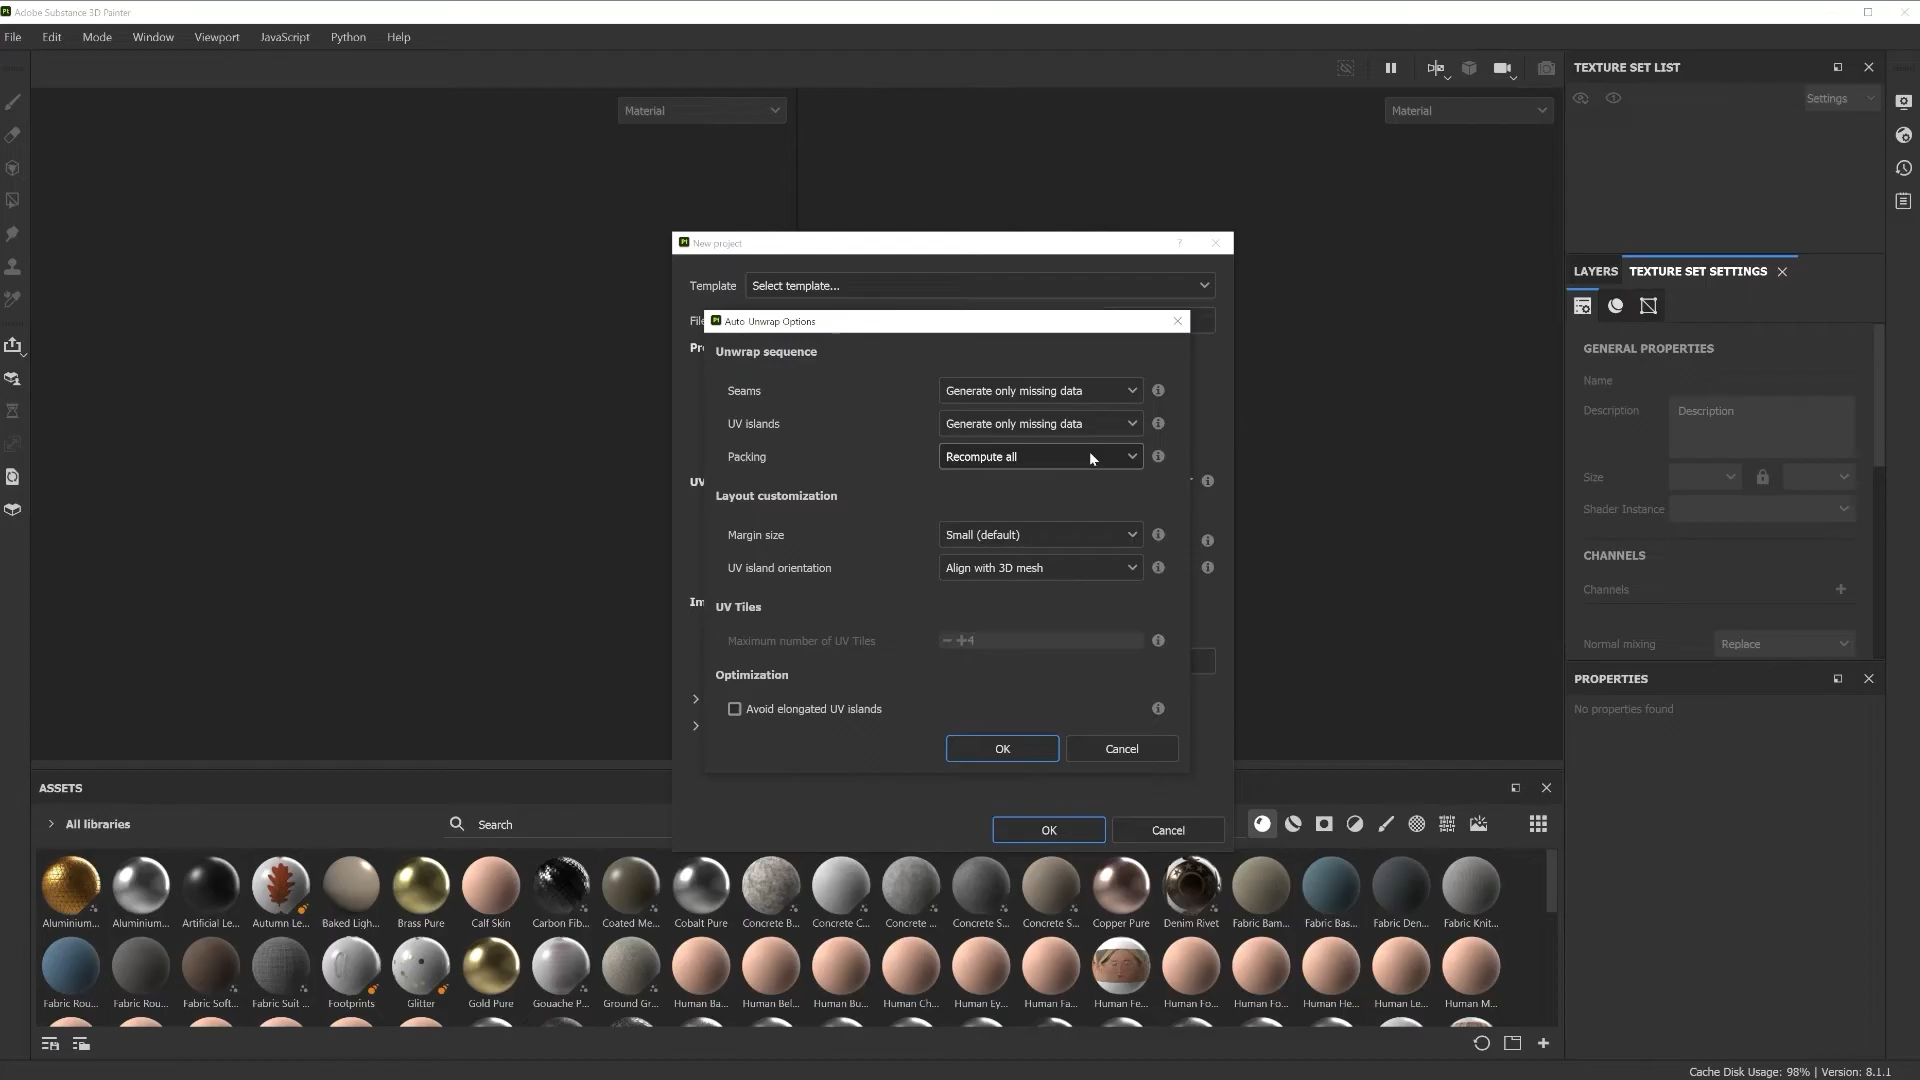 Adobe Substance 3D Painter
File Edit Mode Window Viewport JavaScript Python Help
Material
Material
TEXTURE SET LIST
Settings
LAYERS TEXTURE SET SETTINGS
GENERAL PROPERTIES
Name
Description Description
Size
Shader Instance
CHANNELS
Channels
Normal mixing Replace
PROPERTIES
No properties found
New project
Template Select template...
File
Auto Unwrap Options
Unwrap sequence
Seams Generate only missing data
UV islands Generate only missing data
Packing Recompute all
Layout customization
Margin size Small (default)
UV island orientation Align with 3D mesh
UV Tiles
Maximum number of UV Tiles 4
Optimization
Avoid elongated UV islands
OK Cancel
OK Cancel
ASSETS
All libraries Search
Aluminium... Aluminium... Artificial Le... Autumn Le... Baked Ligh... Brass Pure Calf Skin Carbon Fib... Coated Me... Cobalt Pure Concrete B... Concrete C... Concrete ... Concrete S... Concrete S... Copper Pure Denim Rivet Fabric Bam... Fabric Bas... Fabric Den... Fabric Knit...
Fabric Rou... Fabric Rou... Fabric Soft... Fabric Suit ... Footprints Glitter Gold Pure Gouache P... Ground Gr... Human Ba... Human Bel... Human Bu... Human Ch... Human Ey... Human Fa... Human Fe... Human Fo... Human Fo... Human He... Human Le... Human M...
Cache Disk Usage: 98% | Version: 8.1.1